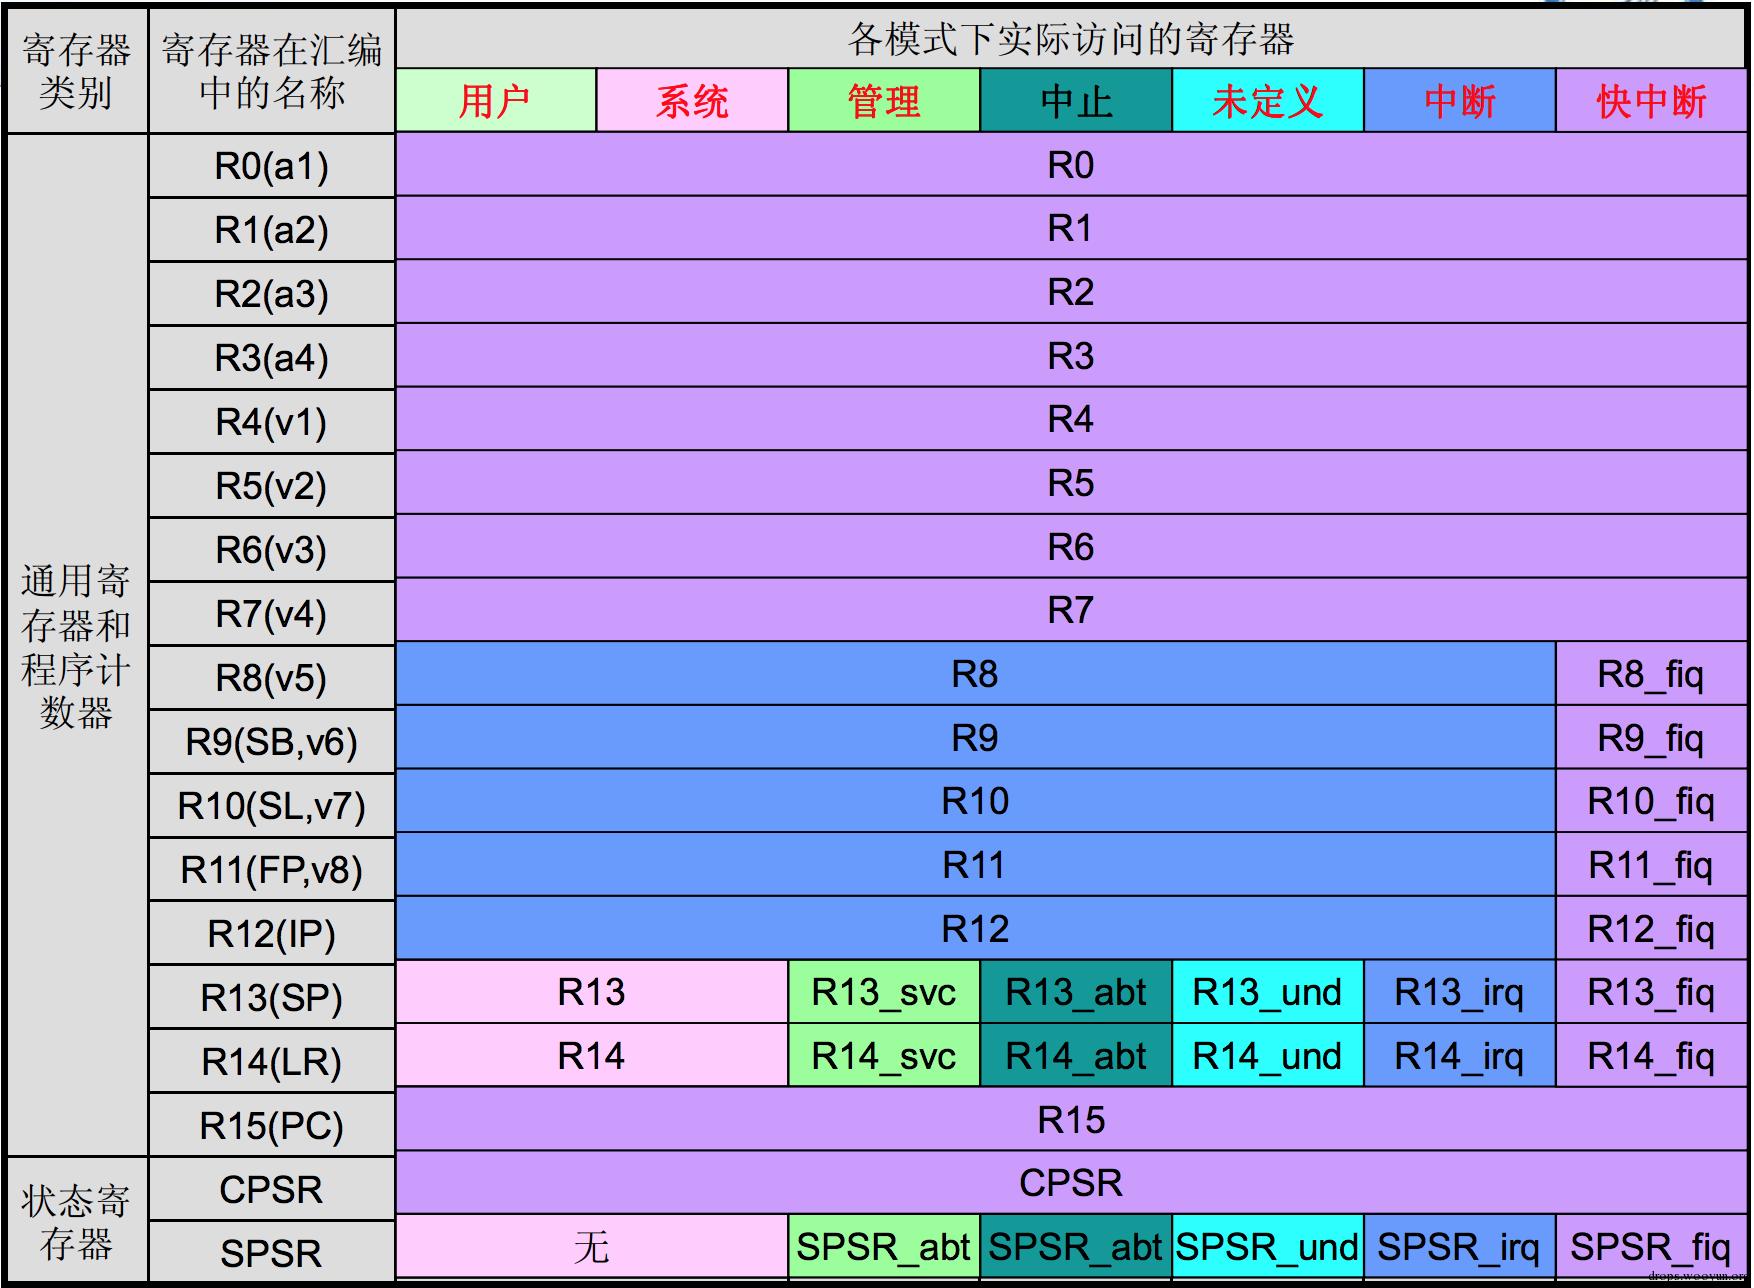 寄存器
类别
寄存器在汇编
中的名称
各模式下实际访问的寄存器
用户
系统
管理
中止
未定义
中断
快中断
通用寄
存器和
程序计
数器
R0(a1)
R0
R1(a2)
R1
R2(a3)
R2
R3(a4)
R3
R4(v1)
R4
R5(v2)
R5
R6(v3)
R6
R7(v4)
R7
R8(v5)
R8
R8_fiq
R9(SB,v6)
R9
R9_fiq
R10(SL,v7)
R10
R10_fiq
R11(FP,v8)
R11
R11_fiq
R12(IP)
R12
R12_fiq
R13(SP)
R13
R13_svc
R13_abt
R13_und
R13_irq
R13_fiq
R14(LR)
R14
R14_svc
R14_abt
R14_und
R14_irq
R14_fiq
R15(PC)
R15
状态寄
存器
CPSR
CPSR
SPSR
无
SPSR_abt
SPSR_abt
SPSR_und
SPSR_irq
SPSR_fiq
drops.wooyun.or